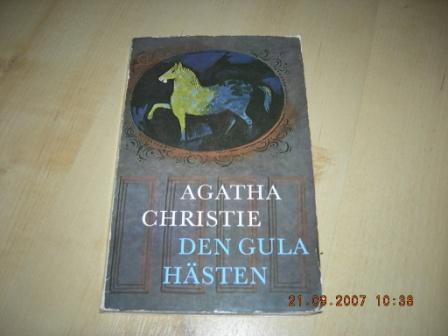 AGATHA
CHRISTIE
DEN GULA
HÄSTEN
21.09.2007 10:38